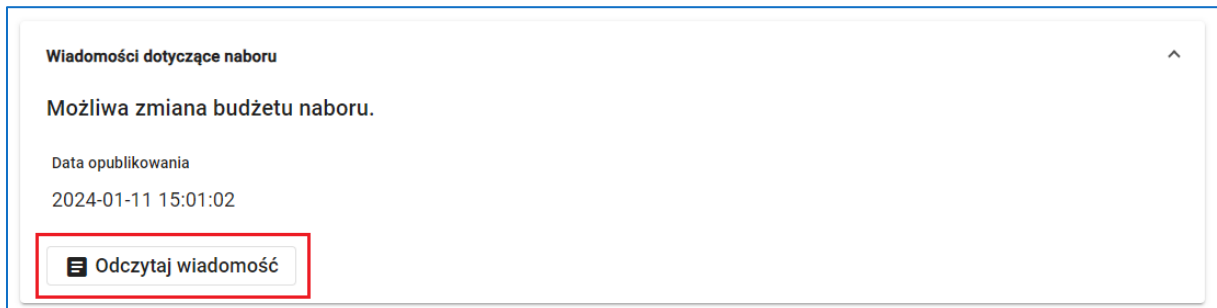 Wiadomości dotyczące naboru
Możliwa zmiana budżetu naboru.
Data opublikowania
2024-01-11 15:01:02
Odczytaj wiadomość